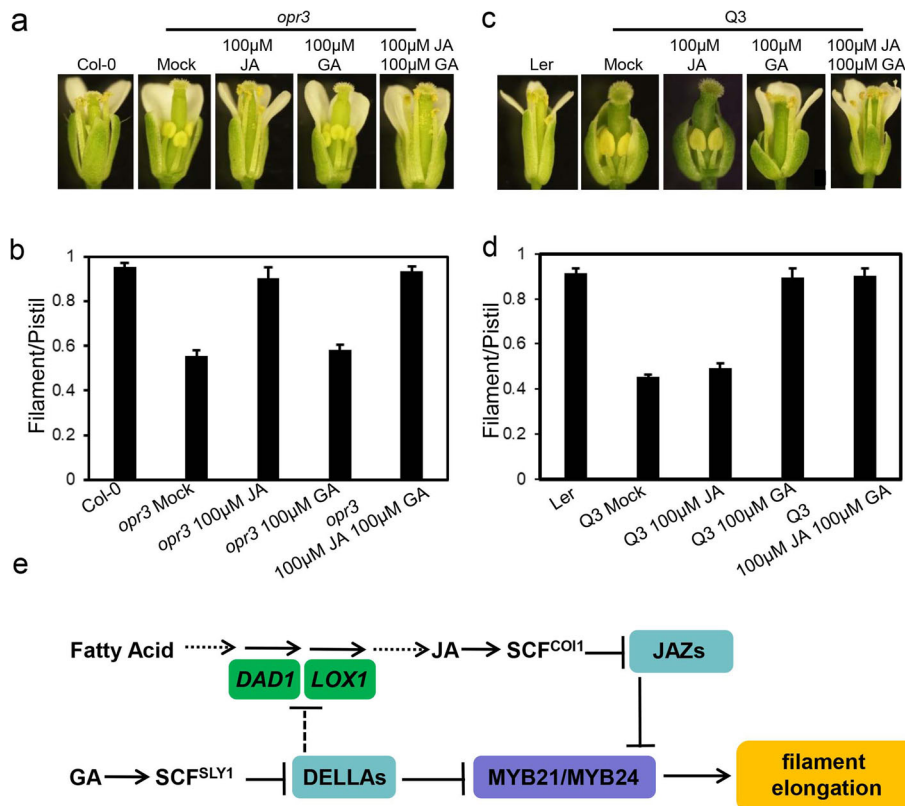 a
opr3
Col-0
Mock
100μM
JA
100μM
GA
100μM JA
100μM GA
c
Q3
Ler
Mock
100μM
JA
100μM
GA
100μM JA
100μM GA
b
Filament/Pistil
1
0.8
0.6
0.4
0.2
0
Col-0
opr3 Mock
opr3 100μM JA
opr3 100μM GA
opr3
100μM JA 100μM GA
d
Filament/Pistil
1
0.8
0.6
0.4
0.2
0
Ler
Q3 Mock
Q3 100μM JA
Q3 100μM GA
Q3
100μM JA 100μM GA
e
Fatty Acid JA SCFCOI1 JAZs
DAD1 LOX1
GA SCFSLY1 DELLAs MYB21/MYB24 filament
elongation